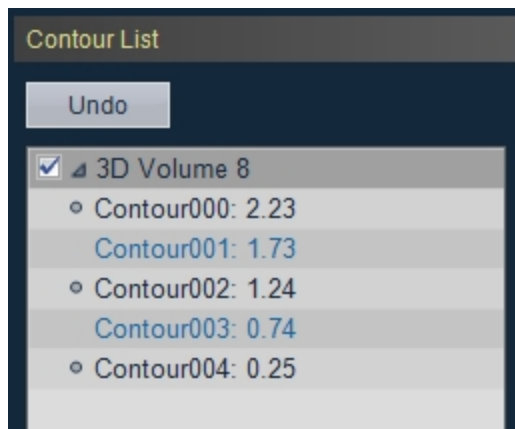 Contour List
Undo
3D Volume 8
Contour000: 2.23
Contour001: 1.73
Contour002: 1.24
Contour003: 0.74
Contour004: 0.25